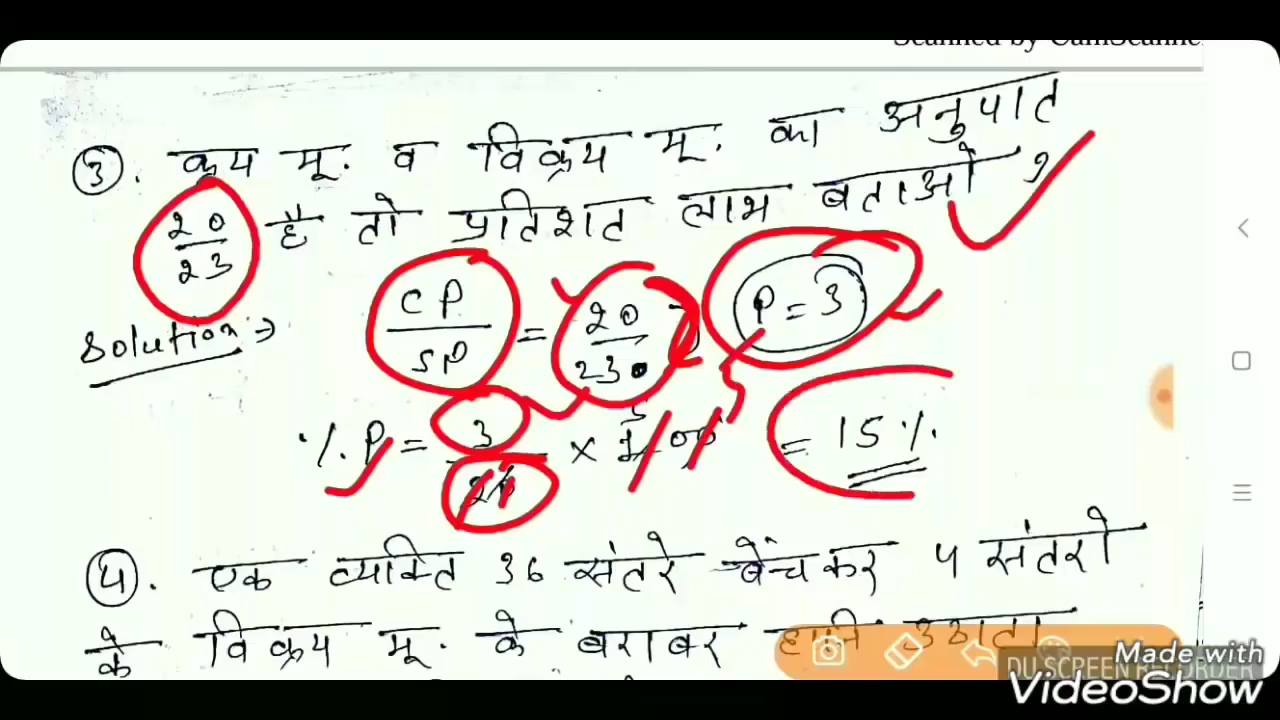 Scanned by CamScanne
③. क्रय मू. व विक्रय मू. का अनुपात
20/23 है तो प्रतिशत लाभ बताओ ?
Solution :→
CP/SP = 20/23 P = 3
%. P = 3/20 × 100 5 = 15 %.
④. एक व्यक्ति 36 संतरे बेंचकर 4 संतरो
के विक्रय मू. के बराबर हानि उठाता
DU SCREEN RECORDER
Made with
VideoShow